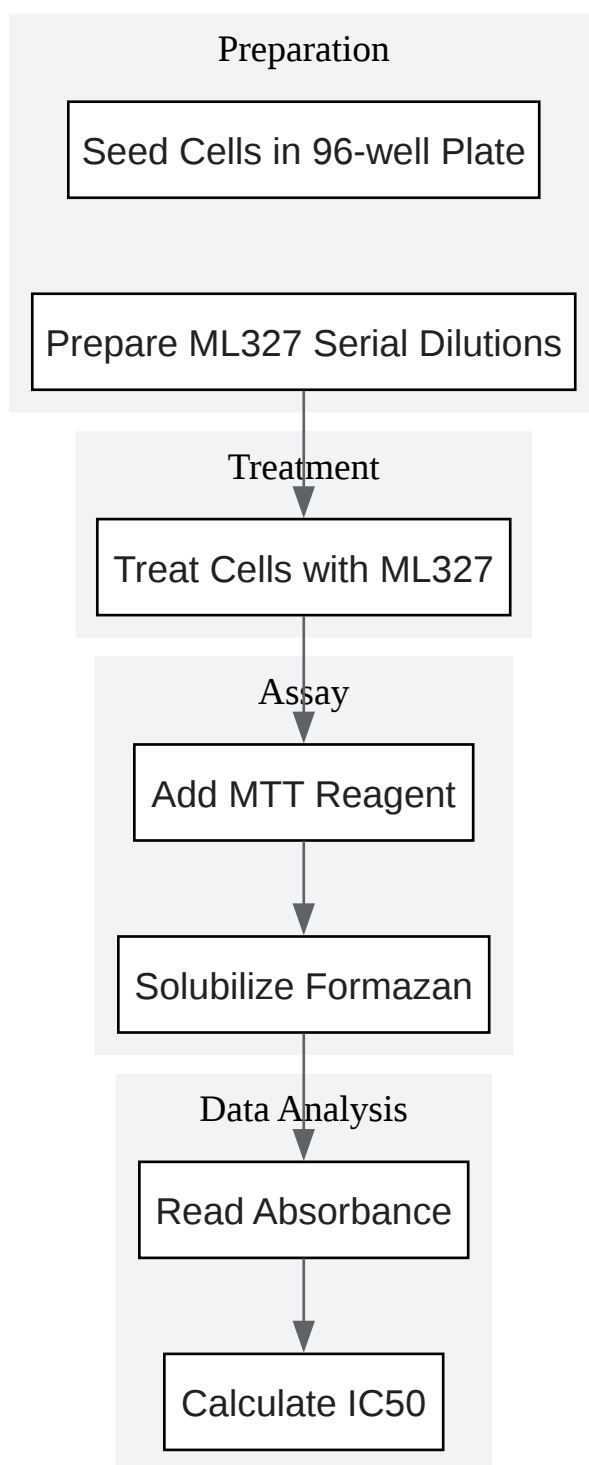 Preparation
Seed Cells in 96-well Plate
Prepare ML327 Serial Dilutions
Treatment
Treat Cells with ML327
Assay
Add MTT Reagent
Solubilize Formazan
Data Analysis
Read Absorbance
Calculate IC50